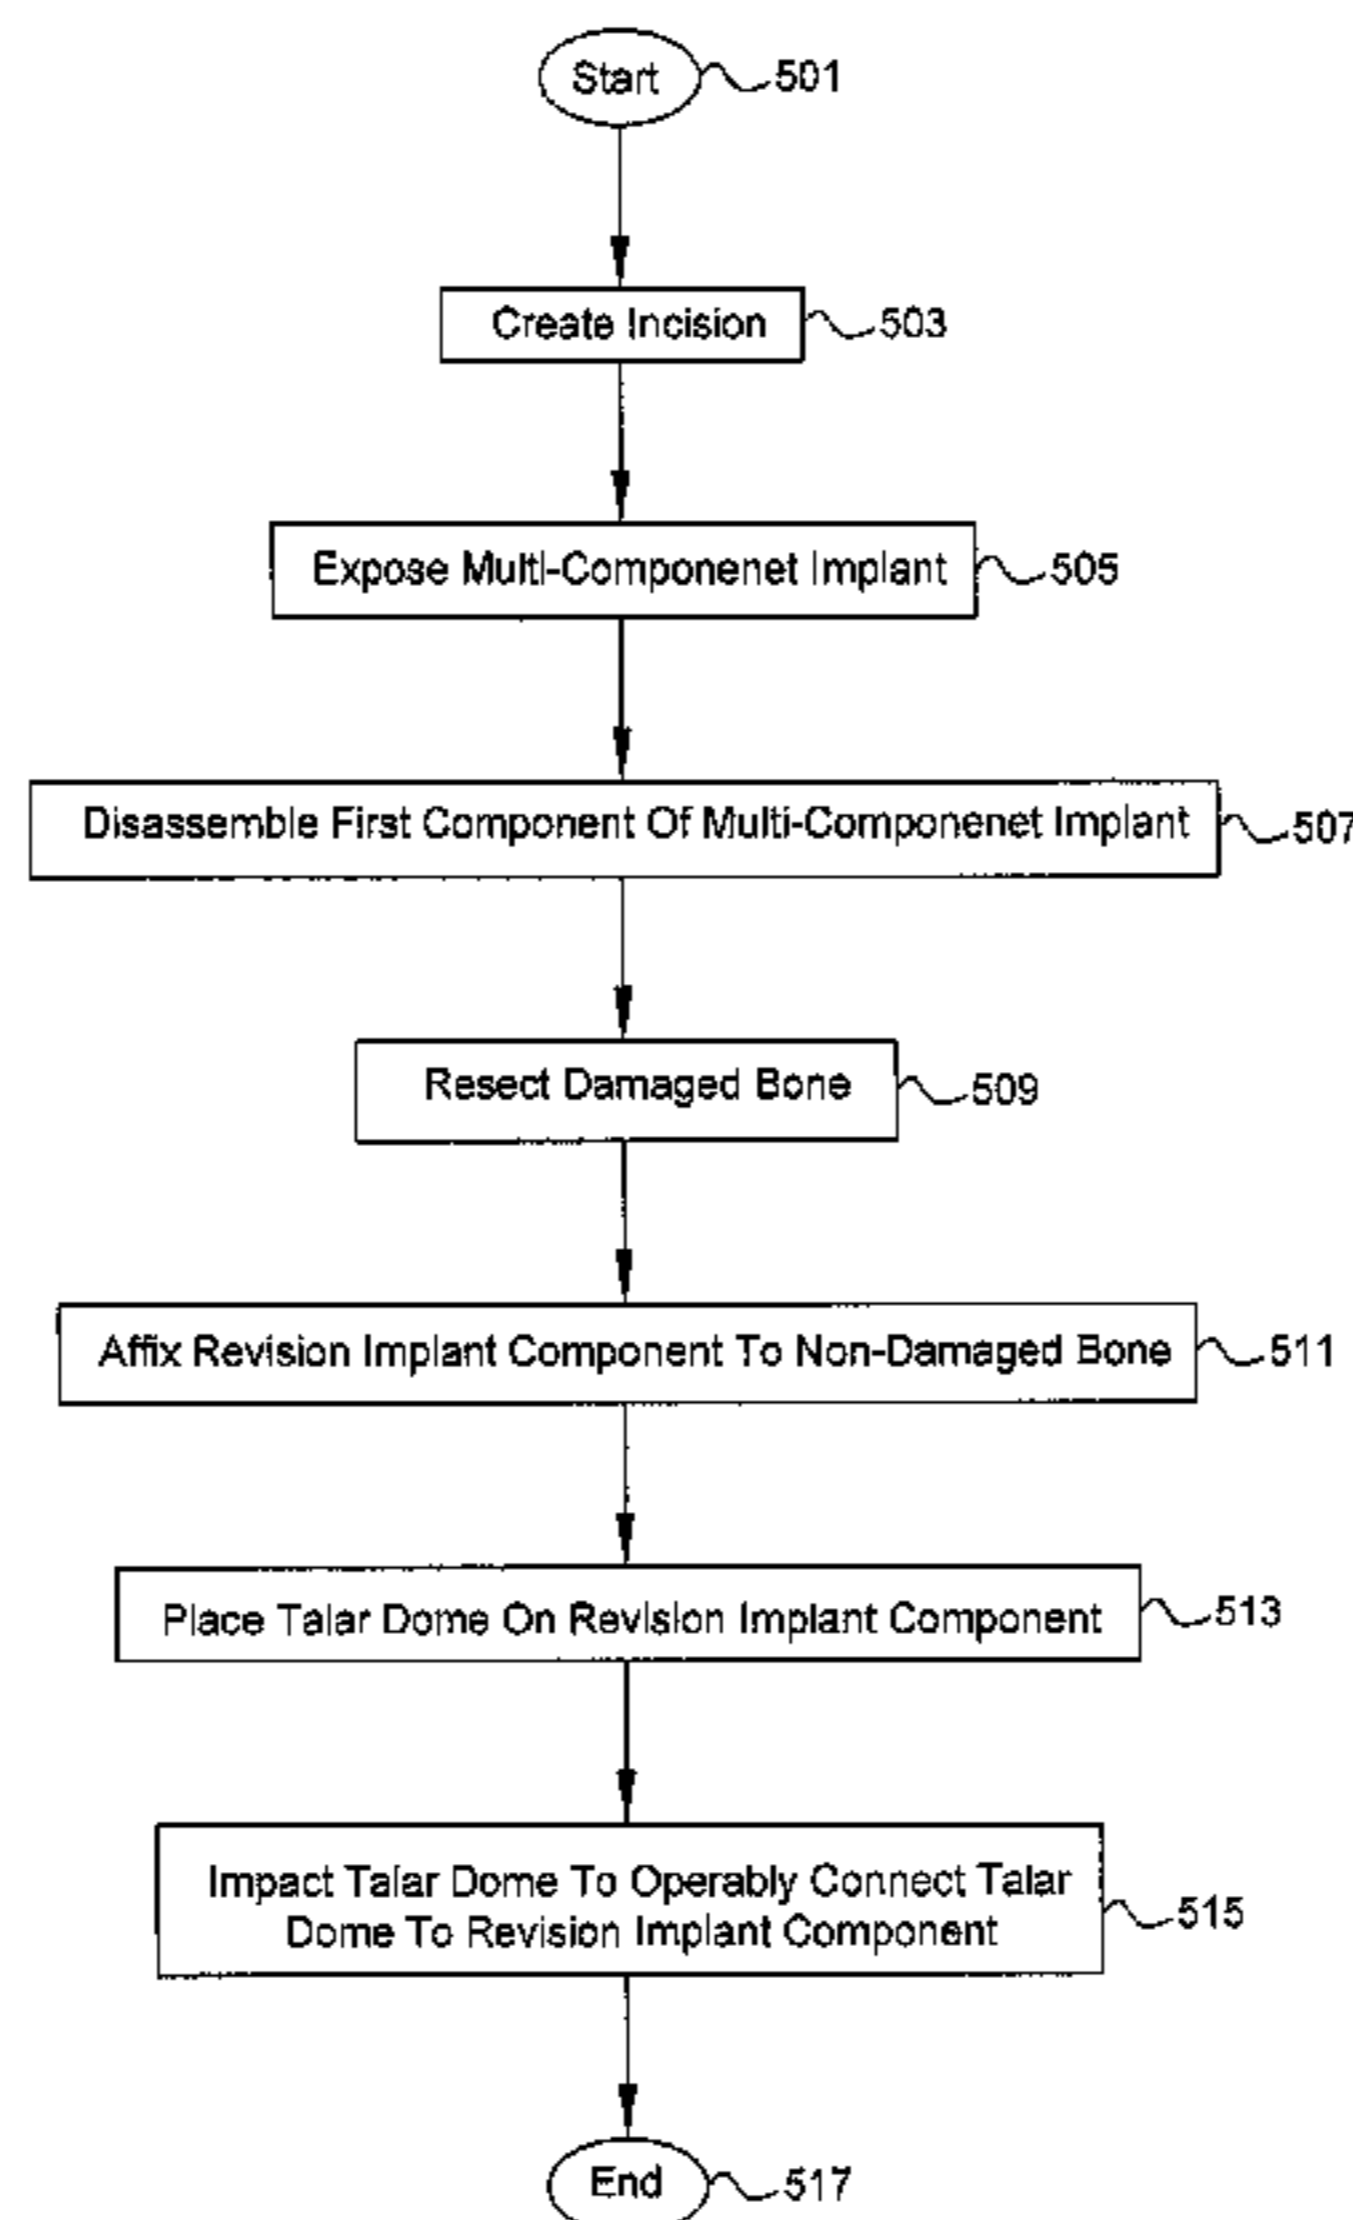 Start
501
Create Incision
503
Expose Multi-Componenet Implant
505
Disassemble First Component Of Multi-Componenet Implant
507
Resect Damaged Bone
509
Affix Revision Implant Component To Non-Damaged Bone
511
Place Talar Dome On Revision Implant Component
513
Impact Talar Dome To Operably Connect Talar
Dome To Revision Implant Component
515
End
517